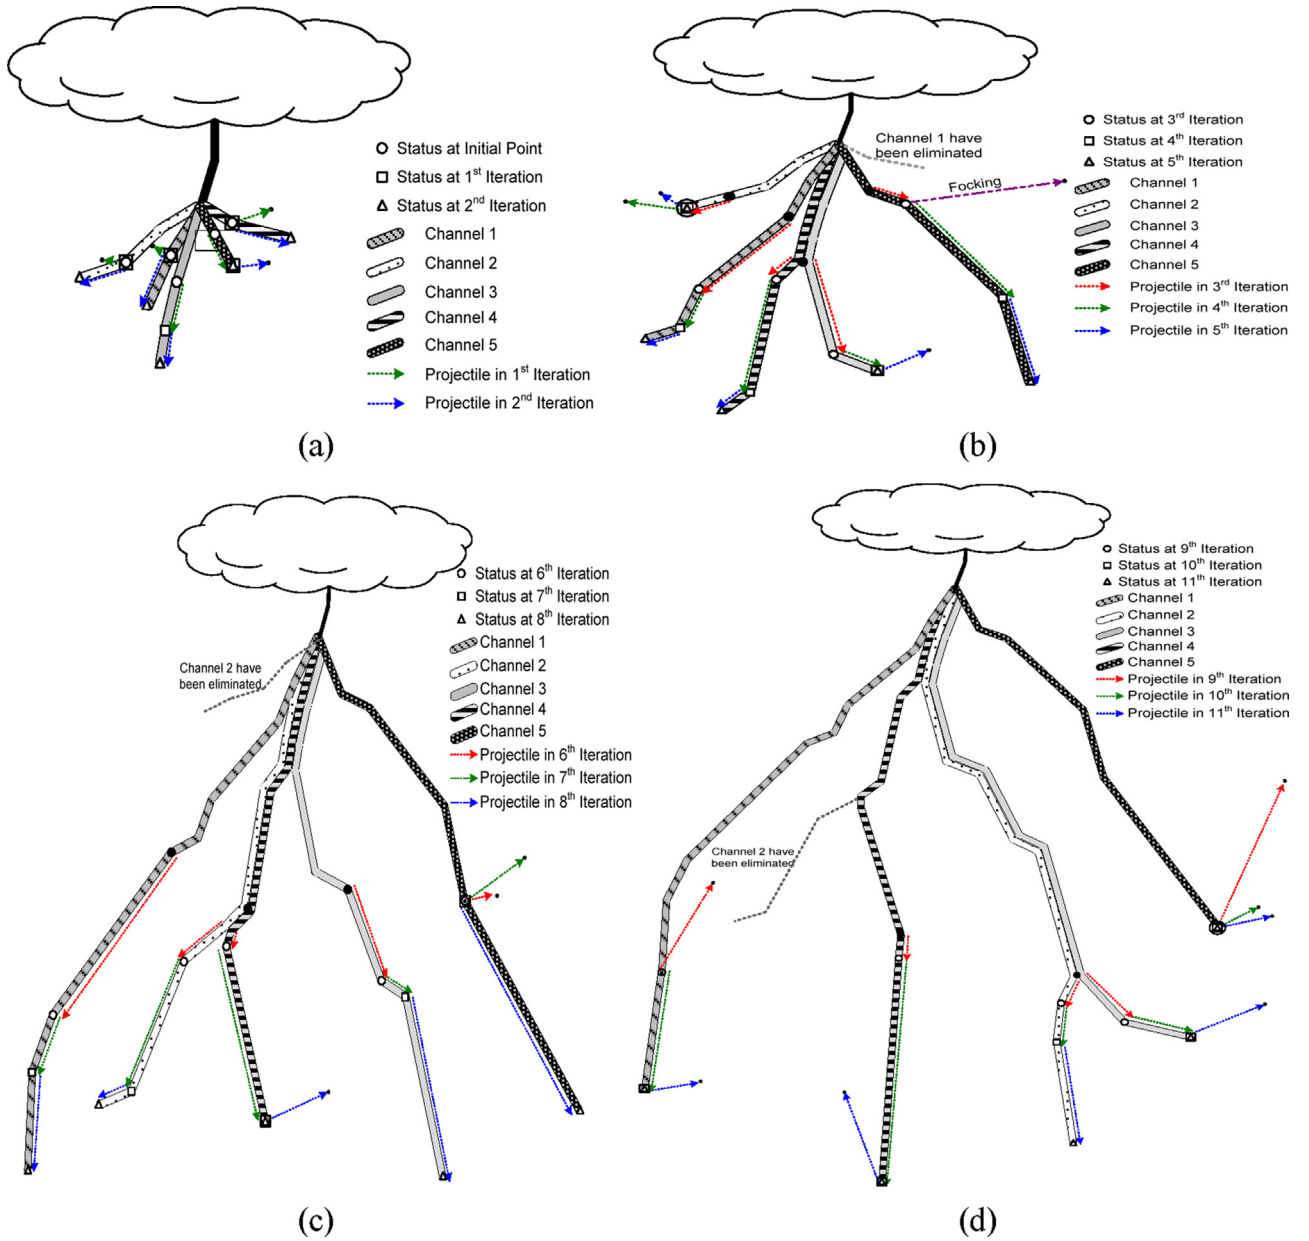 Status at Initial Point
Status at 1st Iteration
Status at 2nd Iteration
Channel 1
Channel 2
Channel 3
Channel 4
Channel 5
Projectile in 1st Iteration
Projectile in 2nd Iteration
(a)
Channel 1 have
been eliminated
Focking
Status at 3rd Iteration
Status at 4th Iteration
Status at 5th Iteration
Channel 1
Channel 2
Channel 3
Channel 4
Channel 5
Projectile in 3rd Iteration
Projectile in 4th Iteration
Projectile in 5th Iteration
(b)
Channel 2 have
been eliminated
Status at 6th Iteration
Status at 7th Iteration
Status at 8th Iteration
Channel 1
Channel 2
Channel 3
Channel 4
Channel 5
Projectile in 6th Iteration
Projectile in 7th Iteration
Projectile in 8th Iteration
(c)
Status at 9th Iteration
Status at 10th Iteration
Status at 11th Iteration
Channel 1
Channel 2
Channel 3
Channel 4
Channel 5
Projectile in 9th Iteration
Projectile in 10th Iteration
Projectile in 11th Iteration
Channel 2 have
been eliminated
(d)